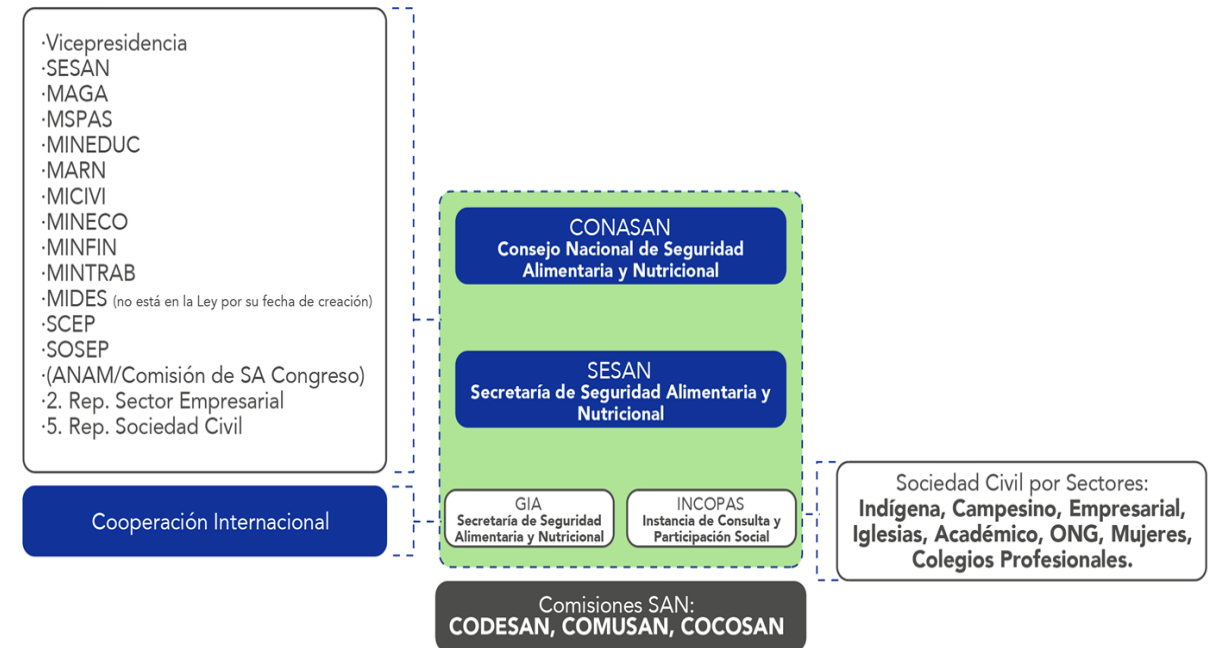 ·Vicepresidencia
·SESAN
·MAGA
·MSPAS
·MINEDUC
·MARN
·MICIVI
·MINECO
·MINFIN
·MINTRAB
·MIDES (no está en la Ley por su fecha de creación)
·SCEP
·SOSEP
·(ANAM/Comisión de SA Congreso)
·2. Rep. Sector Empresarial
·5. Rep. Sociedad Civil
Cooperación Internacional
CONASAN
Consejo Nacional de Seguridad
Alimentaria y Nutricional
SESAN
Secretaría de Seguridad Alimentaria y
Nutricional
GIA
Secretaría de Seguridad
Alimentaria y Nutricional
INCOPAS
Instancia de Consulta y
Participación Social
Sociedad Civil por Sectores:
Indígena, Campesino, Empresarial,
Iglesias, Académico, ONG, Mujeres,
Colegios Profesionales.
Comisiones SAN:
CODESAN, COMUSAN, COCOSAN